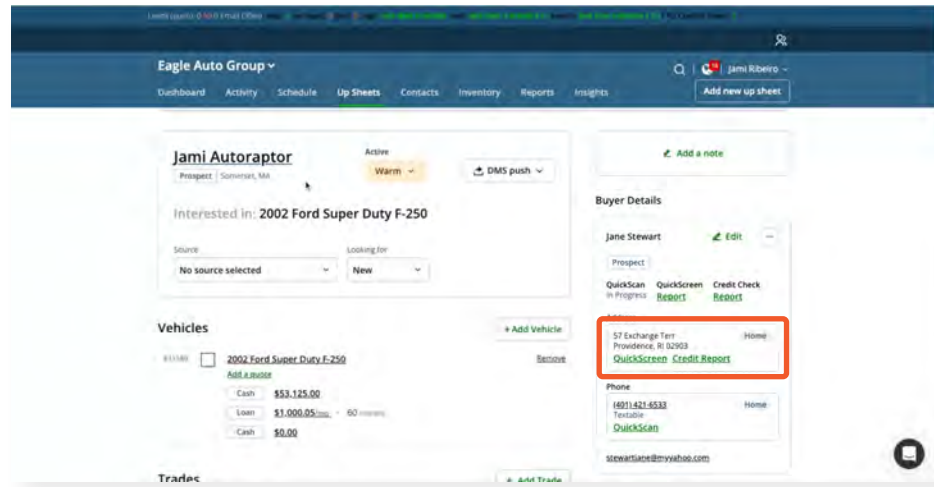 Eagle Auto Group
Jami Ribeiro
Dashboard Activity Schedule Up Sheets Contacts Inventory Reports Insights Add new up sheet
Jami Autoraptor
Prospect Somerset, MA
Active
Warm
DMS push
Interested in: 2002 Ford Super Duty F-250
Source
No source selected
Looking for
New
Vehicles
+ Add Vehicle
2002 Ford Super Duty F-250
Remove
Add a quote
Cash $53,125.00
Loan $1,000.05/mo. 60 months
Cash $0.00
Trades
+ Add Trade
Add a note
Buyer Details
Jane Stewart
Edit
Prospect
QuickScan QuickScreen Credit Check
In Progress Report Report
Address
57 Exchange Terr Home
Providence, RI 02903
QuickScreen Credit Report
Phone
(401) 421-6533 Home
Textable
QuickScan
stewartjane@myyahoo.com